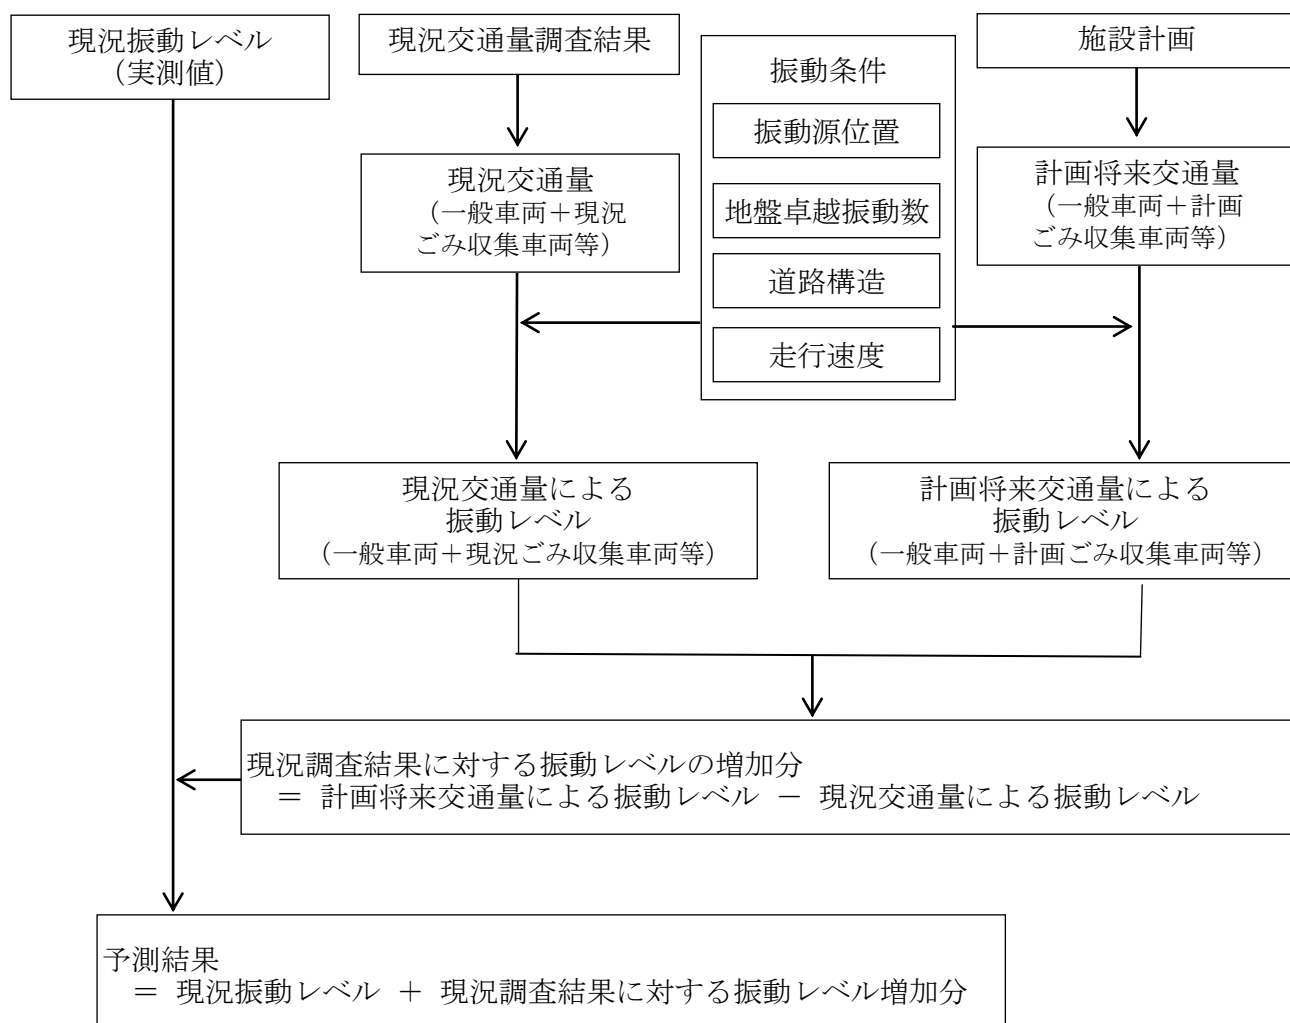 現況振動レベル
（実測値）
現況交通量調査結果
施設計画
振動条件
振動源位置
地盤卓越振動数
道路構造
走行速度
現況交通量
（一般車両＋現況
ごみ収集車両等）
計画将来交通量
（一般車両＋計画
ごみ収集車両等）
現況交通量による
振動レベル
（一般車両＋現況ごみ収集車両等）
計画将来交通量による
振動レベル
（一般車両＋計画ごみ収集車両等）
現況調査結果に対する振動レベルの増加分
＝ 計画将来交通量による振動レベル － 現況交通量による振動レベル
予測結果
＝ 現況振動レベル ＋ 現況調査結果に対する振動レベル増加分